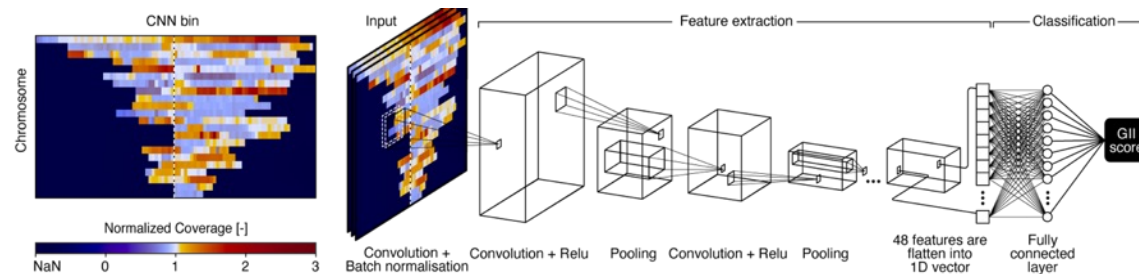 CNN bin
Chromosome
Normalized Coverage [-]
NaN 0 1 2 3
Input
Feature extraction
Classification
GII
score
Convolution +
Batch normalisation
Convolution + Relu
Pooling
Convolution + Relu
Pooling
48 features are
flatten into
1D vector
Fully
connected
layer